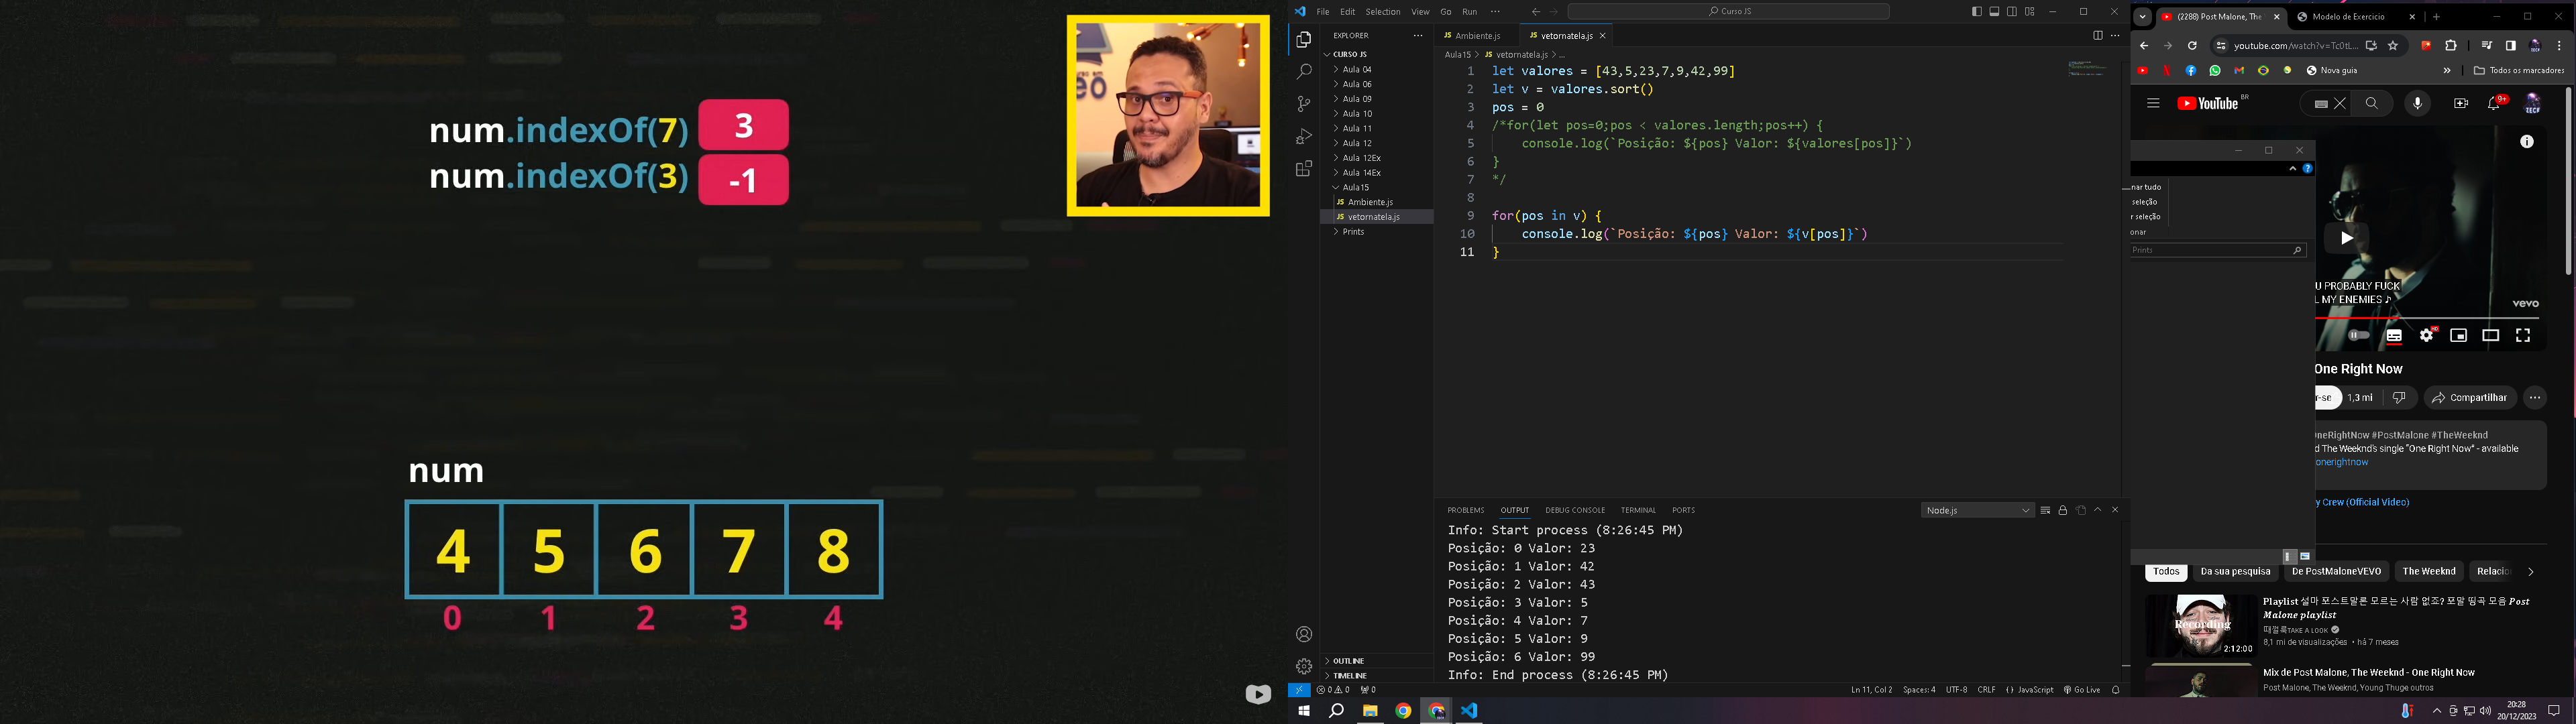 num.indexOf(7) 3
num.indexOf(3) -1
num
4 5 6 7 8
0 1 2 3 4
File Edit Selection View Go Run ···
Curso JS
EXPLORER
CURSO JS
Aula 04
Aula 06
Aula 09
Aula 10
Aula 11
Aula 12
Aula 12Ex
Aula 14Ex
Aula15
JS Ambiente.js
JS vetornatela.js
Prints
OUTLINE
TIMELINE
JS Ambiente.js JS vetornatela.js
Aula15 > JS vetornatela.js > ...
1 let valores = [43,5,23,7,9,42,99]
2 let v = valores.sort()
3 pos = 0
4 /*for(let pos=0;pos < valores.length;pos++) {
5 console.log(`Posição: ${pos} Valor: ${valores[pos]}`)
6 }
7 */
8
9 for(pos in v) {
10 console.log(`Posição: ${pos} Valor: ${v[pos]}`)
11 }
PROBLEMS OUTPUT DEBUG CONSOLE TERMINAL PORTS
Node.js
Info: Start process (8:26:45 PM)
Posição: 0 Valor: 23
Posição: 1 Valor: 42
Posição: 2 Valor: 43
Posição: 3 Valor: 5
Posição: 4 Valor: 7
Posição: 5 Valor: 9
Posição: 6 Valor: 99
Info: End process (8:26:45 PM)
0 0 0
Ln 11, Col 2 Spaces: 4 UTF-8 CRLF {} JavaScript Go Live
(2288) Post Malone, The
Modelo de Exercicio
youtube.com/watch?v=Tc0tL...
Nova guia
» Todos os marcadores
YouTube BR
9+
nar tudo
seleção
r seleção
onar
Prints
U PROBABLY FUCK
L MY ENEMIES ♪
vevo
HD
One Right Now
r-se 1,3 mi Compartilhar
OneRightNow #PostMalone #TheWeeknd
d The Weeknd's single "One Right Now" - available
onerightnow
y Crew (Official Video)
Todos Da sua pesquisa De PostMaloneVEVO The Weeknd Relacio
Playlist 설마 포스트말론 모르는 사람 없죠? 포말 띵곡 모음 Post
Malone playlist
TAKE A LOOK
8,1 mi de visualizações • há 7 meses
Recording
2:12:00
Mix de Post Malone, The Weeknd - One Right Now
Post Malone, The Weeknd, Young Thug e outros
20:28
20/12/2023